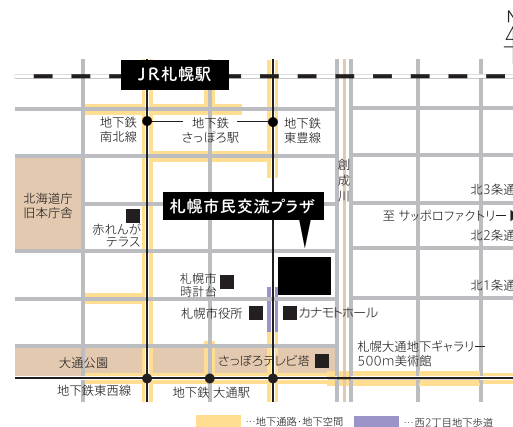 N
JR札幌駅
地下鉄
南北線
地下鉄
さっぽろ駅
地下鉄
東豊線
創成川
北海道庁
旧本庁舎
赤れんが
テラス
札幌市民交流プラザ
北3条通
至 サッポロファクトリー
北2条通
札幌市
時計台
北1条通
札幌市役所
カナモトホール
大通公園
さっぽろテレビ塔
札幌大通地下ギャラリー
500m美術館
地下鉄東西線
地下鉄 大通駅
…地下通路・地下空間
…西2丁目地下歩道